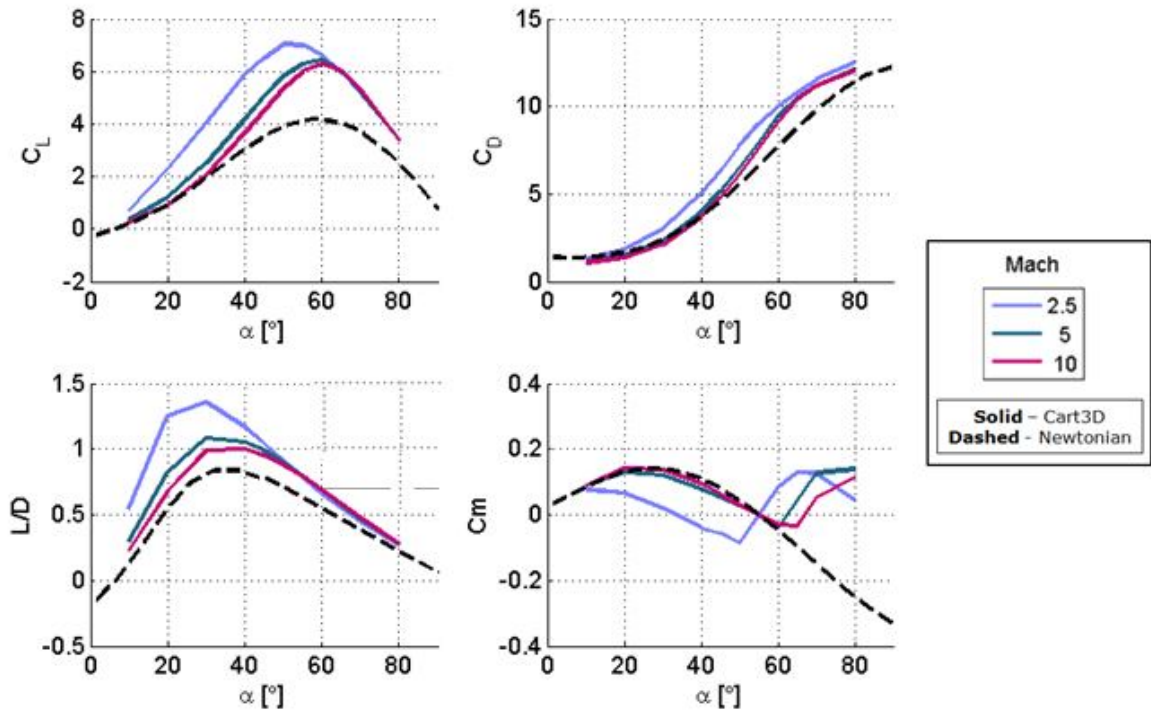 8
6
4
2
0
-2
C_L
0 20 40 60 80
α [°]
15
10
5
0
C_D
0 20 40 60 80
α [°]
1.5
1
0.5
0
-0.5
L/D
0 20 40 60 80
α [°]
0.4
0.2
0
-0.2
-0.4
Cm
0 20 40 60 80
α [°]
Mach
2.5
5
10
Solid – Cart3D
Dashed - Newtonian